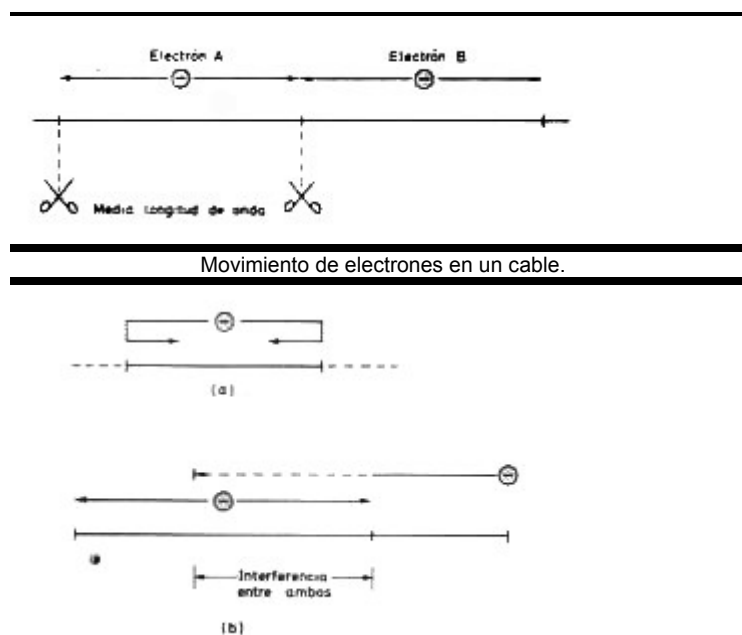 Electrón A
Electrón B
Media longitud de onda
Movimiento de electrones en un cable.
(a)
Interferencia
entre ambos
(b)